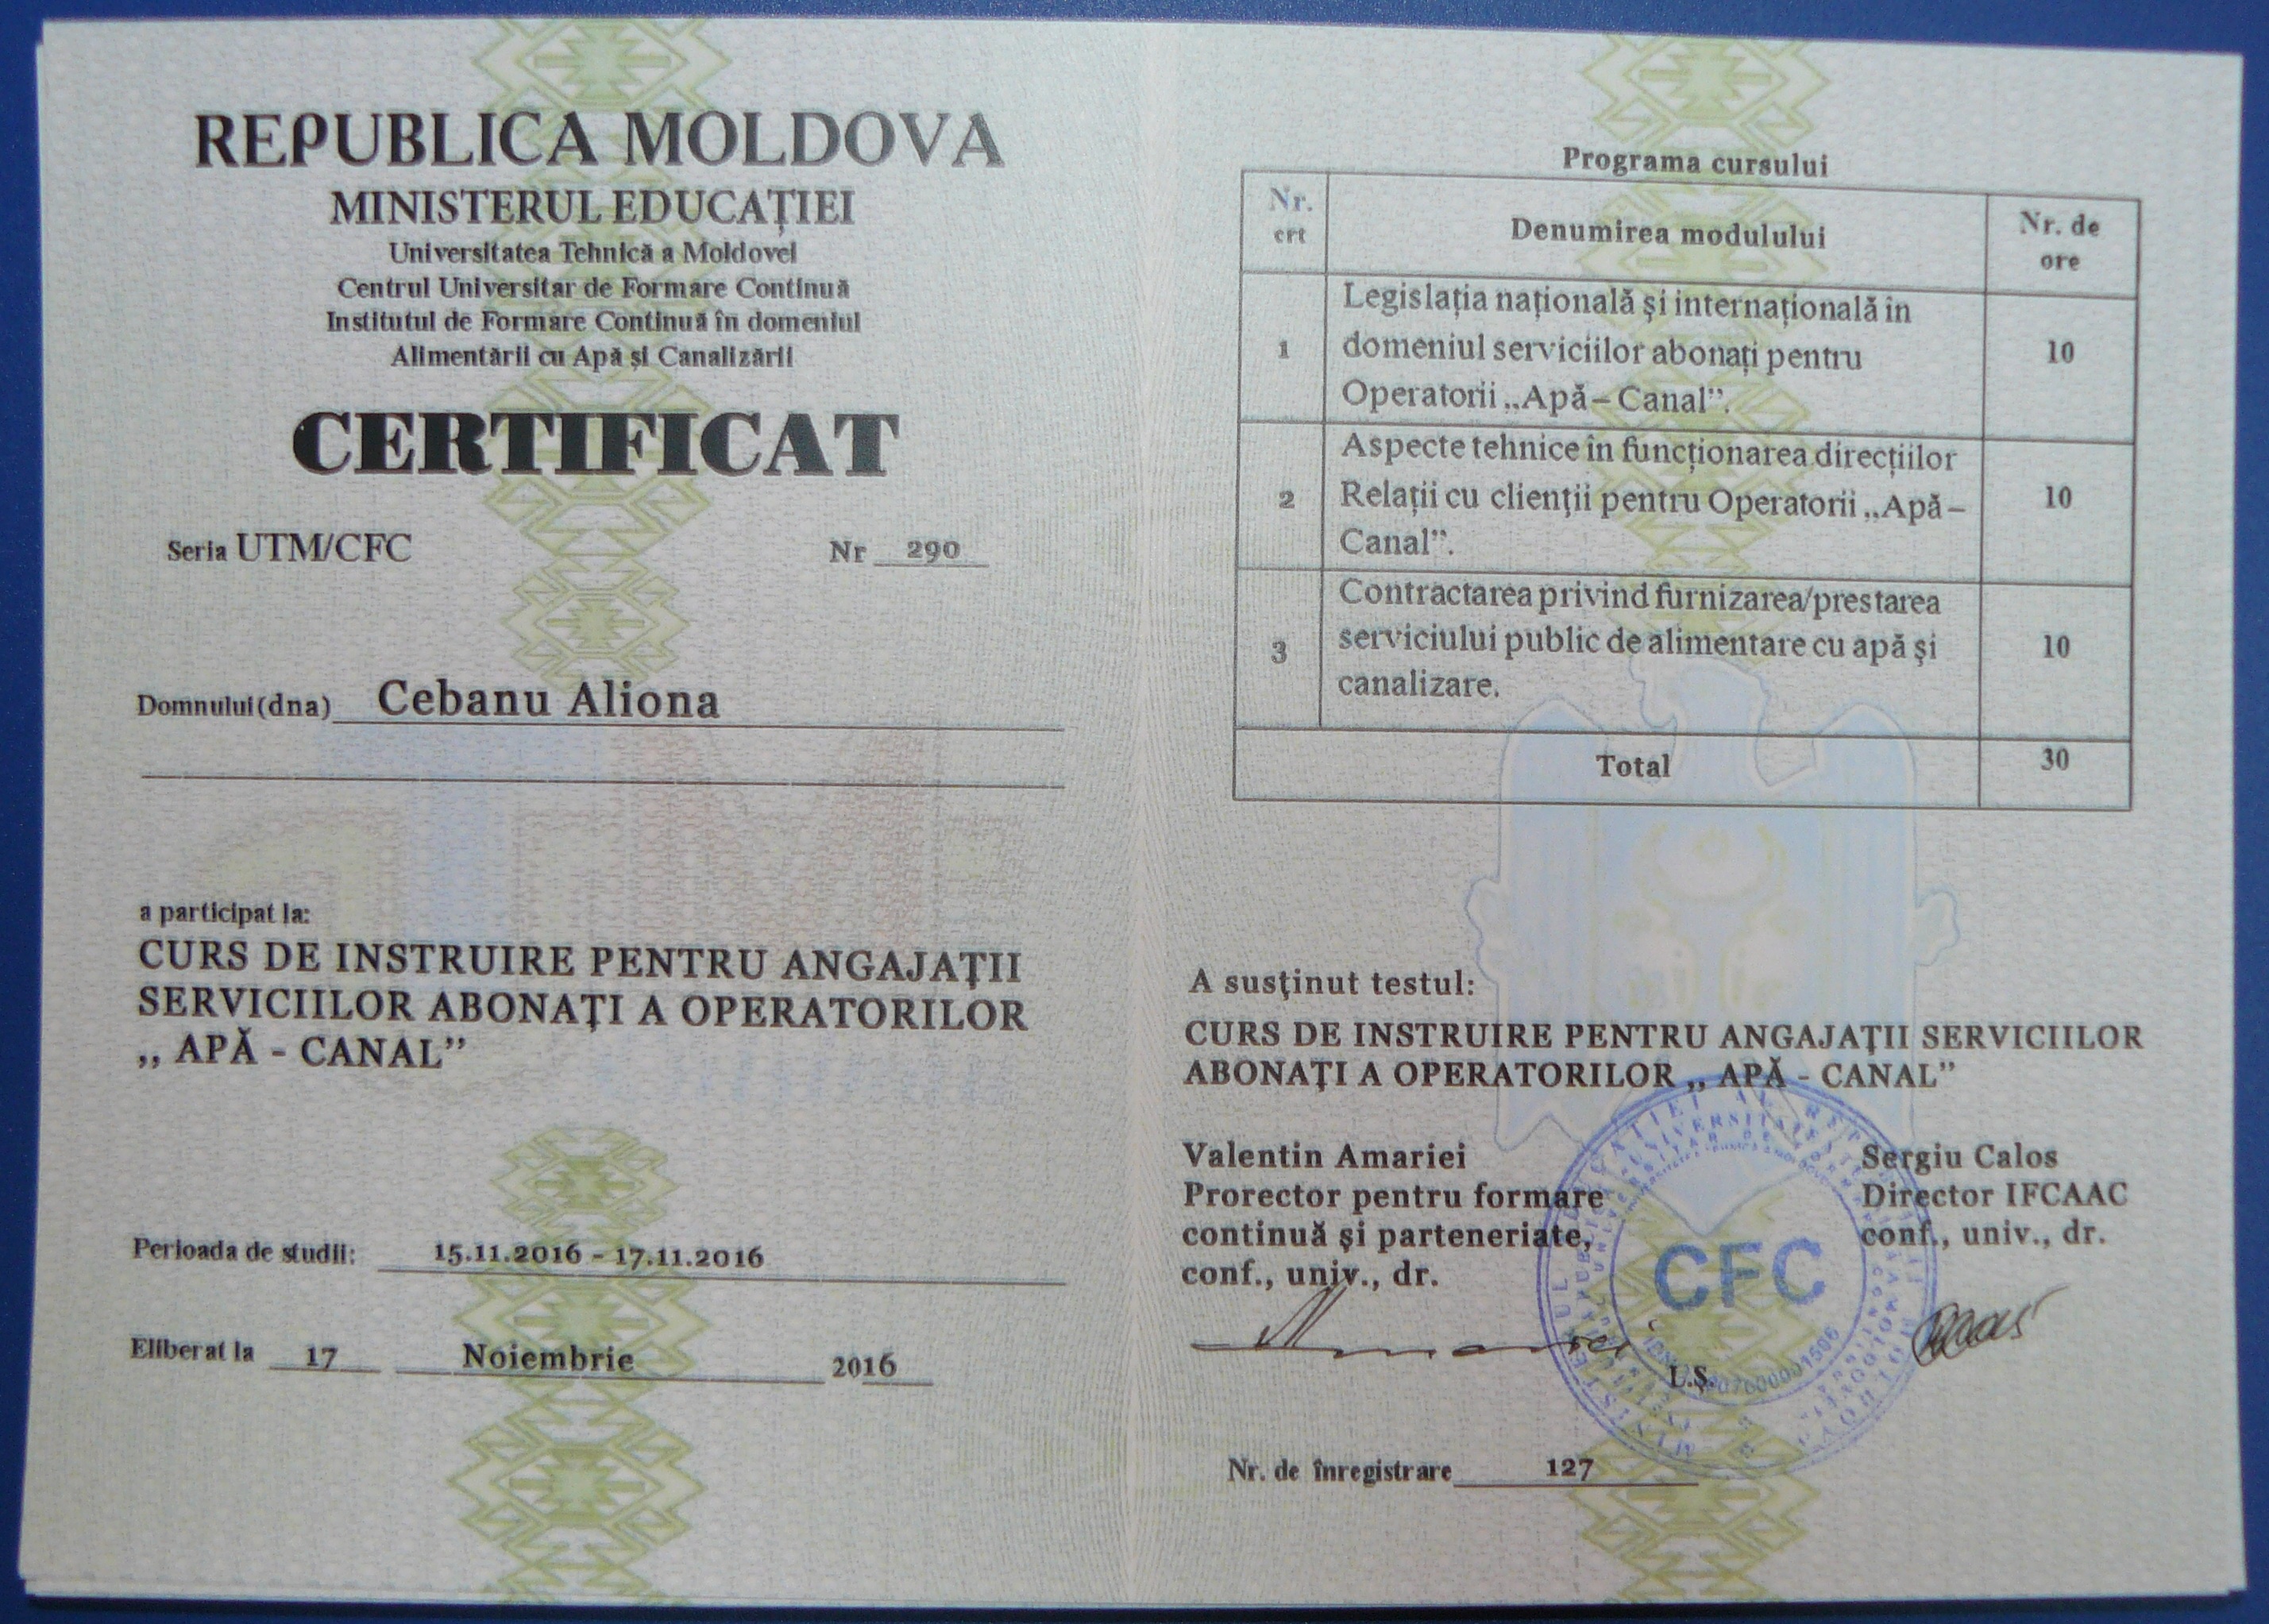 REPUBLICA MOLDOVA
MINISTERUL EDUCAȚIEI
Universitatea Tehnică a Moldovei
Centrul Universitar de Formare Continuă
Institutul de Formare Continuă în domeniul
Alimentării cu Apă și Canalizării
CERTIFICAT
Seria UTM/CFC Nr 290
Domnului(dna) Cebanu Aliona
a participat la:
CURS DE INSTRUIRE PENTRU ANGAJAȚII
SERVICIILOR ABONAȚI A OPERATORILOR
„ APĂ - CANAL”
Perioada de studii: 15.11.2016 - 17.11.2016
Eliberat la 17 Noiembrie 2016
Programa cursului
Nr. crt Denumirea modulului Nr. de ore
1 Legislația națională și internațională în
domeniul serviciilor abonați pentru 10
Operatorii „Apă – Canal”.
Aspecte tehnice în funcționarea direcțiilor
2 Relații cu clienții pentru Operatorii „Apă – 10
Canal”.
Contractarea privind furnizarea/prestarea
3 serviciului public de alimentare cu apă și 10
canalizare.
Total 30
A susținut testul:
CURS DE INSTRUIRE PENTRU ANGAJAȚII SERVICIILOR
ABONAȚI A OPERATORILOR „ APĂ - CANAL”
Valentin Amariei
Prorector pentru formare
continuă și parteneriate,
conf., univ., dr.
Sergiu Calos
Director IFCAAC
conf., univ., dr.
CFC
L.Ș.
Nr. de înregistrare 127